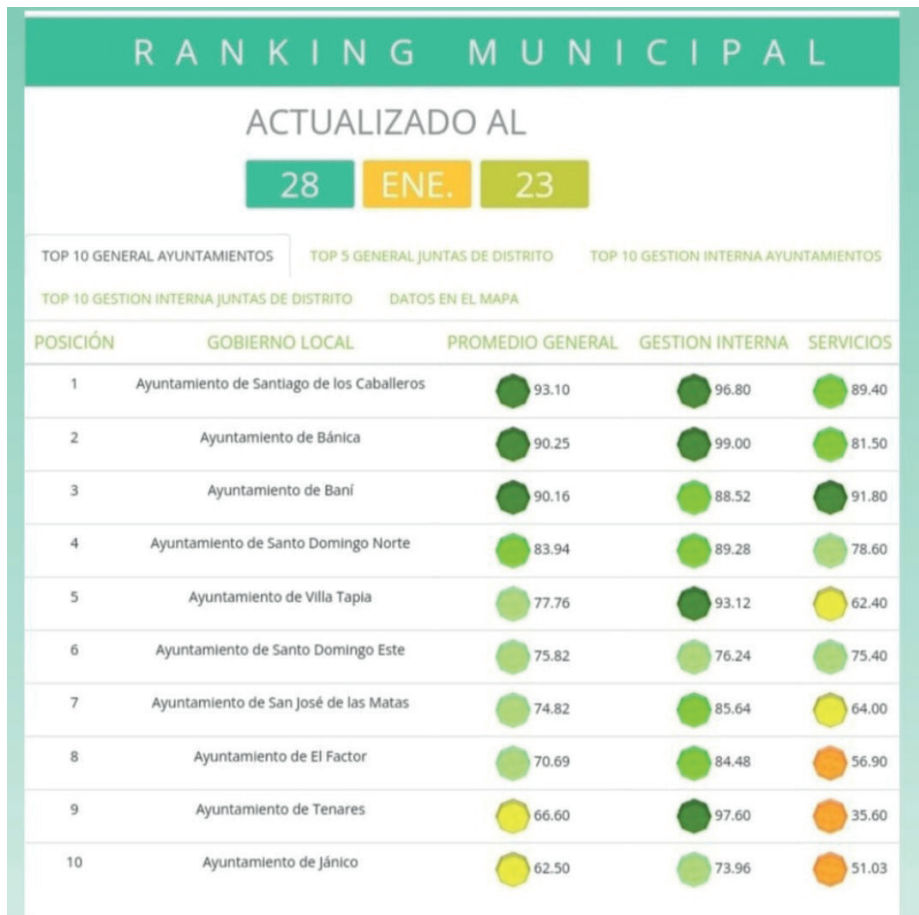 RANKING MUNICIPAL
ACTUALIZADO AL
28 ENE. 23
TOP 10 GENERAL AYUNTAMIENTOS TOP 5 GENERAL JUNTAS DE DISTRITO TOP 10 GESTION INTERNA AYUNTAMIENTOS
TOP 10 GESTION INTERNA JUNTAS DE DISTRITO DATOS EN EL MAPA
POSICIÓN GOBIERNO LOCAL PROMEDIO GENERAL GESTION INTERNA SERVICIOS
1 Ayuntamiento de Santiago de los Caballeros 93.10 96.80 89.40
2 Ayuntamiento de Bánica 90.25 99.00 81.50
3 Ayuntamiento de Baní 90.16 88.52 91.80
4 Ayuntamiento de Santo Domingo Norte 83.94 89.28 78.60
5 Ayuntamiento de Villa Tapia 77.76 93.12 62.40
6 Ayuntamiento de Santo Domingo Este 75.82 76.24 75.40
7 Ayuntamiento de San José de las Matas 74.82 85.64 64.00
8 Ayuntamiento de El Factor 70.69 84.48 56.90
9 Ayuntamiento de Tenares 66.60 97.60 35.60
10 Ayuntamiento de Jánico 62.50 73.96 51.03